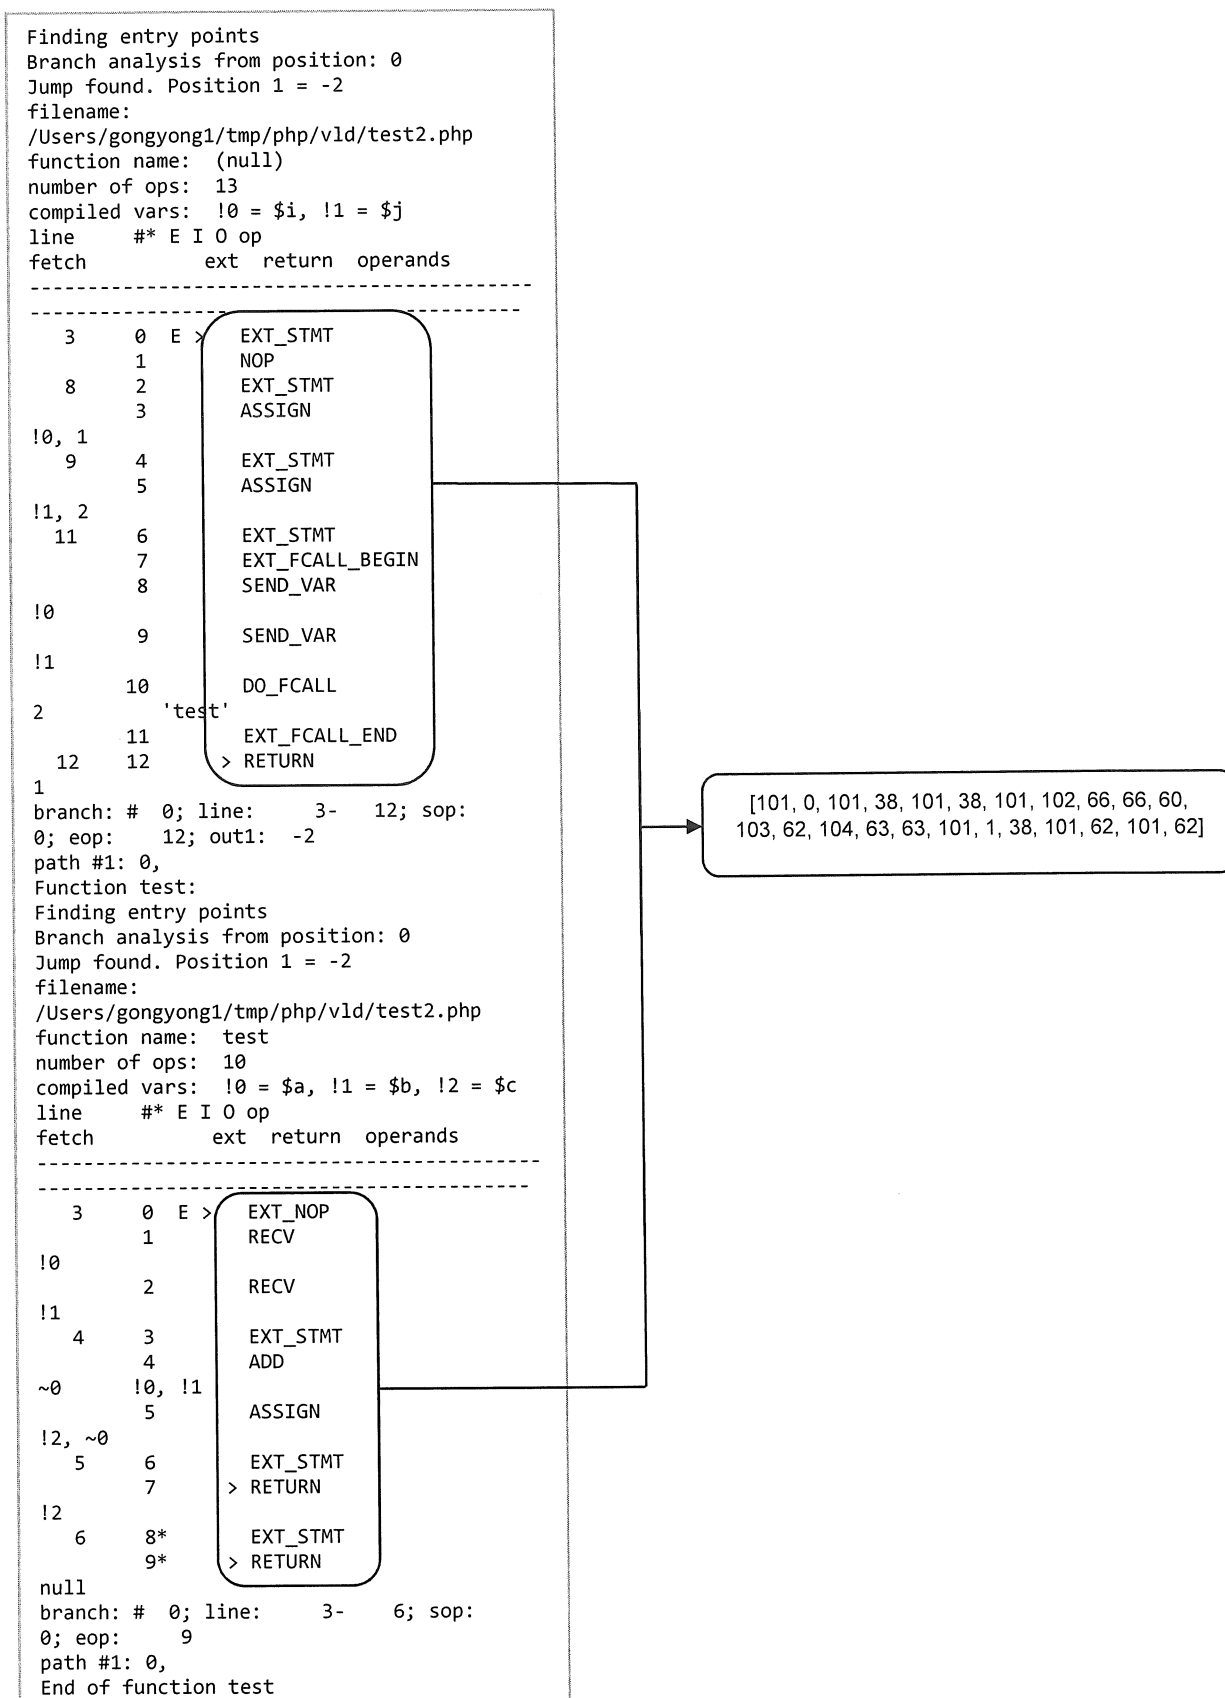 Finding entry points
Branch analysis from position: 0
Jump found. Position 1 = -2
filename:
/Users/gongyong1/tmp/php/vld/test2.php
function name:  (null)
number of ops:  13
compiled vars:  !0 = $i, !1 = $j
line     #* E I O op
fetch          ext  return  operands
-------------------------------------------
------------------------------------------
   3     0  E >   EXT_STMT
         1        NOP
   8     2        EXT_STMT
         3        ASSIGN
!0, 1
   9     4        EXT_STMT
         5        ASSIGN
!1, 2
  11     6        EXT_STMT
         7        EXT_FCALL_BEGIN
         8        SEND_VAR
!0
         9        SEND_VAR
!1
        10        DO_FCALL
2          'test'
        11        EXT_FCALL_END
  12    12      > RETURN
1
branch: #  0; line:     3-   12; sop:
0; eop:    12; out1:  -2
path #1: 0,
Function test:
Finding entry points
Branch analysis from position: 0
Jump found. Position 1 = -2
filename:
/Users/gongyong1/tmp/php/vld/test2.php
function name:  test
number of ops:  10
compiled vars:  !0 = $a, !1 = $b, !2 = $c
line     #* E I O op
fetch          ext  return  operands
-------------------------------------------
------------------------------------------
   3     0  E >   EXT_NOP
         1        RECV
!0
         2        RECV
!1
   4     3        EXT_STMT
         4        ADD
~0      !0, !1
         5        ASSIGN
!2, ~0
   5     6        EXT_STMT
         7      > RETURN
!2
   6     8*       EXT_STMT
         9*     > RETURN
null
branch: #  0; line:     3-    6; sop:
0; eop:     9
path #1: 0,
End of function test
[101, 0, 101, 38, 101, 38, 101, 102, 66, 66, 60,
103, 62, 104, 63, 63, 101, 1, 38, 101, 62, 101, 62]